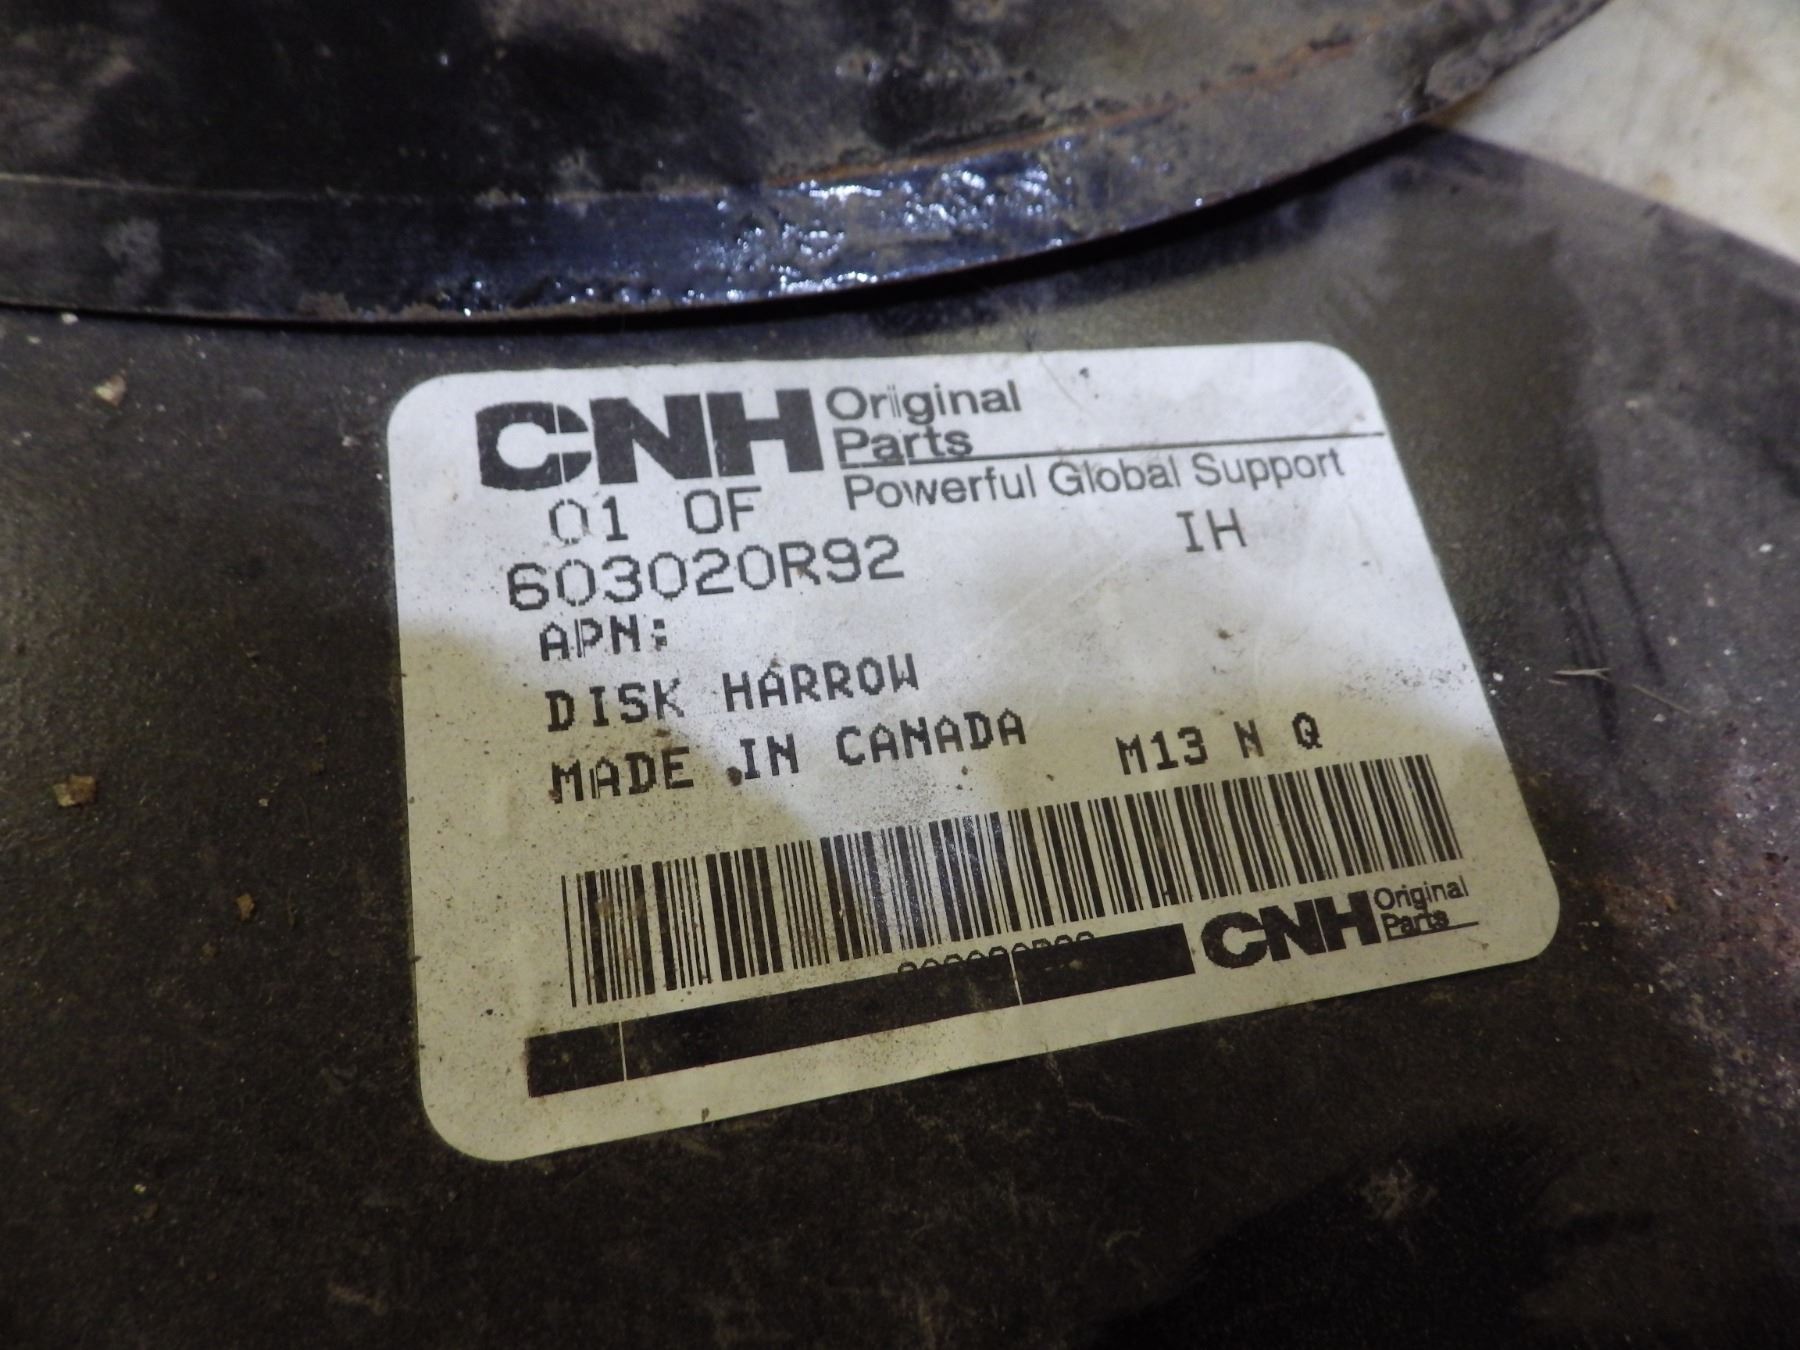 CNH Original
Parts
Powerful Global Support
01 OF
603020R92 IH
APN:
DISK HARROW
MADE IN CANADA M13 N Q
CNH Original
Parts